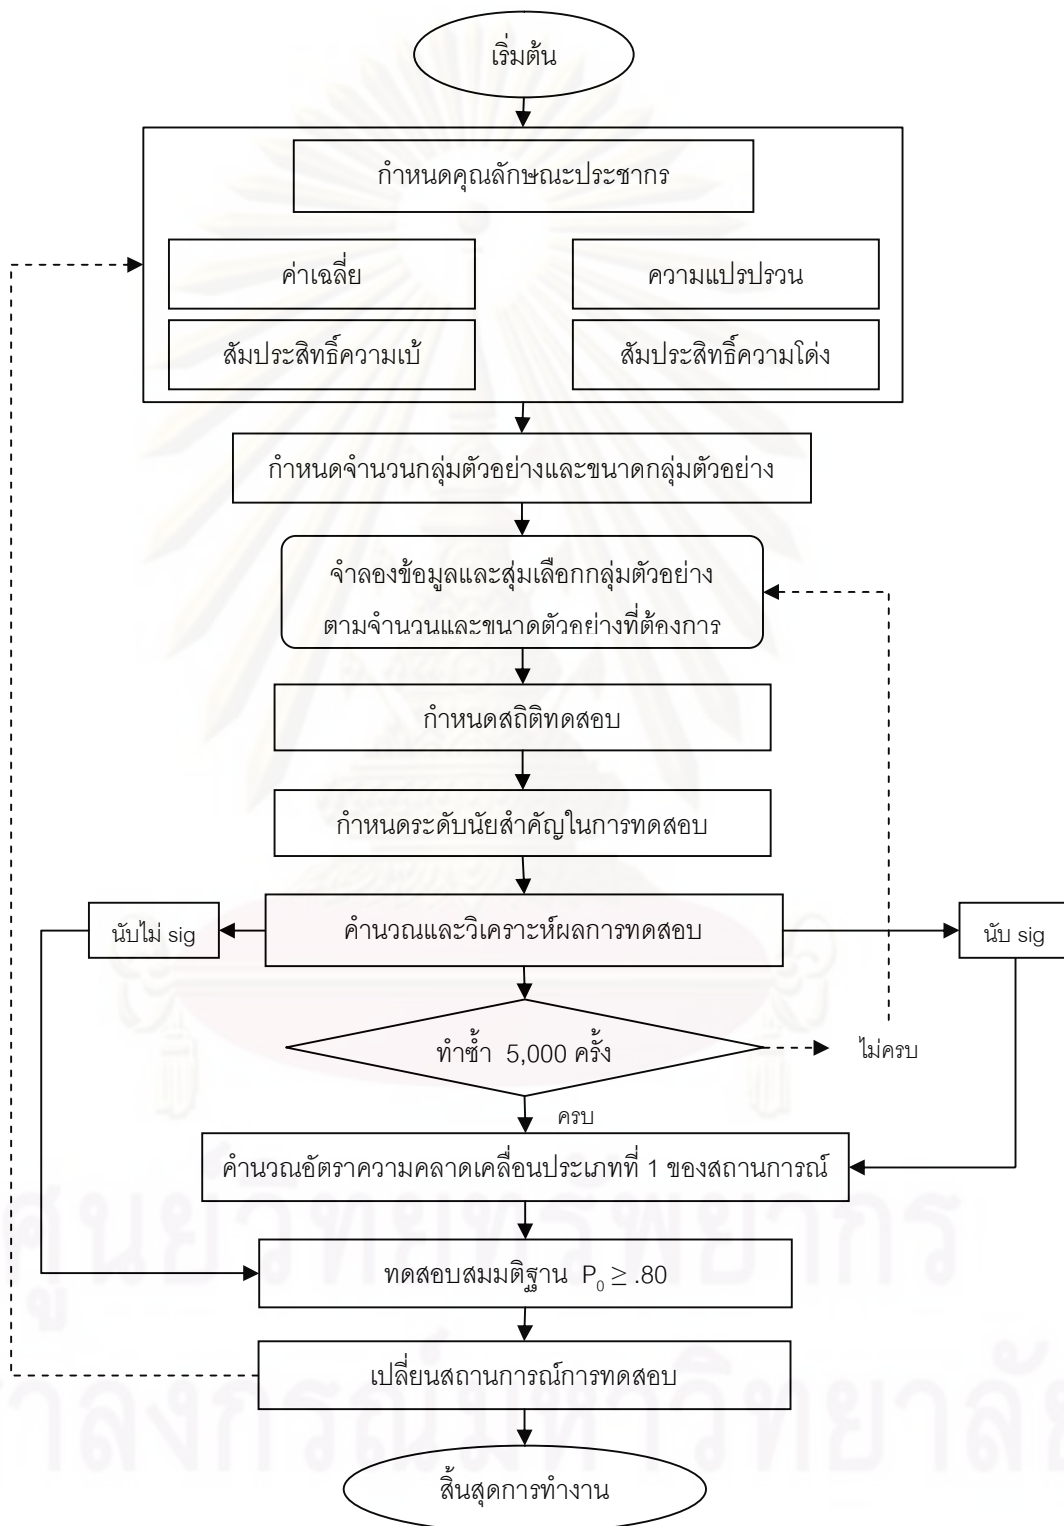 เริ่มต้น
กำหนดคุณลักษณะประชากร
ค่าเฉลี่ย
ความแปรปรวน
สัมประสิทธิ์ความเบ้
สัมประสิทธิ์ความโด่ง
กำหนดจำนวนกลุ่มตัวอย่างและขนาดกลุ่มตัวอย่าง
จำลองข้อมูลและสุ่มเลือกกลุ่มตัวอย่าง
ตามจำนวนและขนาดตัวอย่างที่ต้องการ
กำหนดสถิติทดสอบ
กำหนดระดับนัยสำคัญในการทดสอบ
นับไม่ sig
คำนวณและวิเคราะห์ผลการทดสอบ
นับ sig
ทำซ้ำ 5,000 ครั้ง
ไม่ครบ
ครบ
คำนวณอัตราความคลาดเคลื่อนประเภทที่ 1 ของสถานการณ์
ศูนย์วิทยทรัพยากร
ทดสอบสมมติฐาน P₀ ≥ .80
เปลี่ยนสถานการณ์การทดสอบ
สิ้นสุดการทำงาน